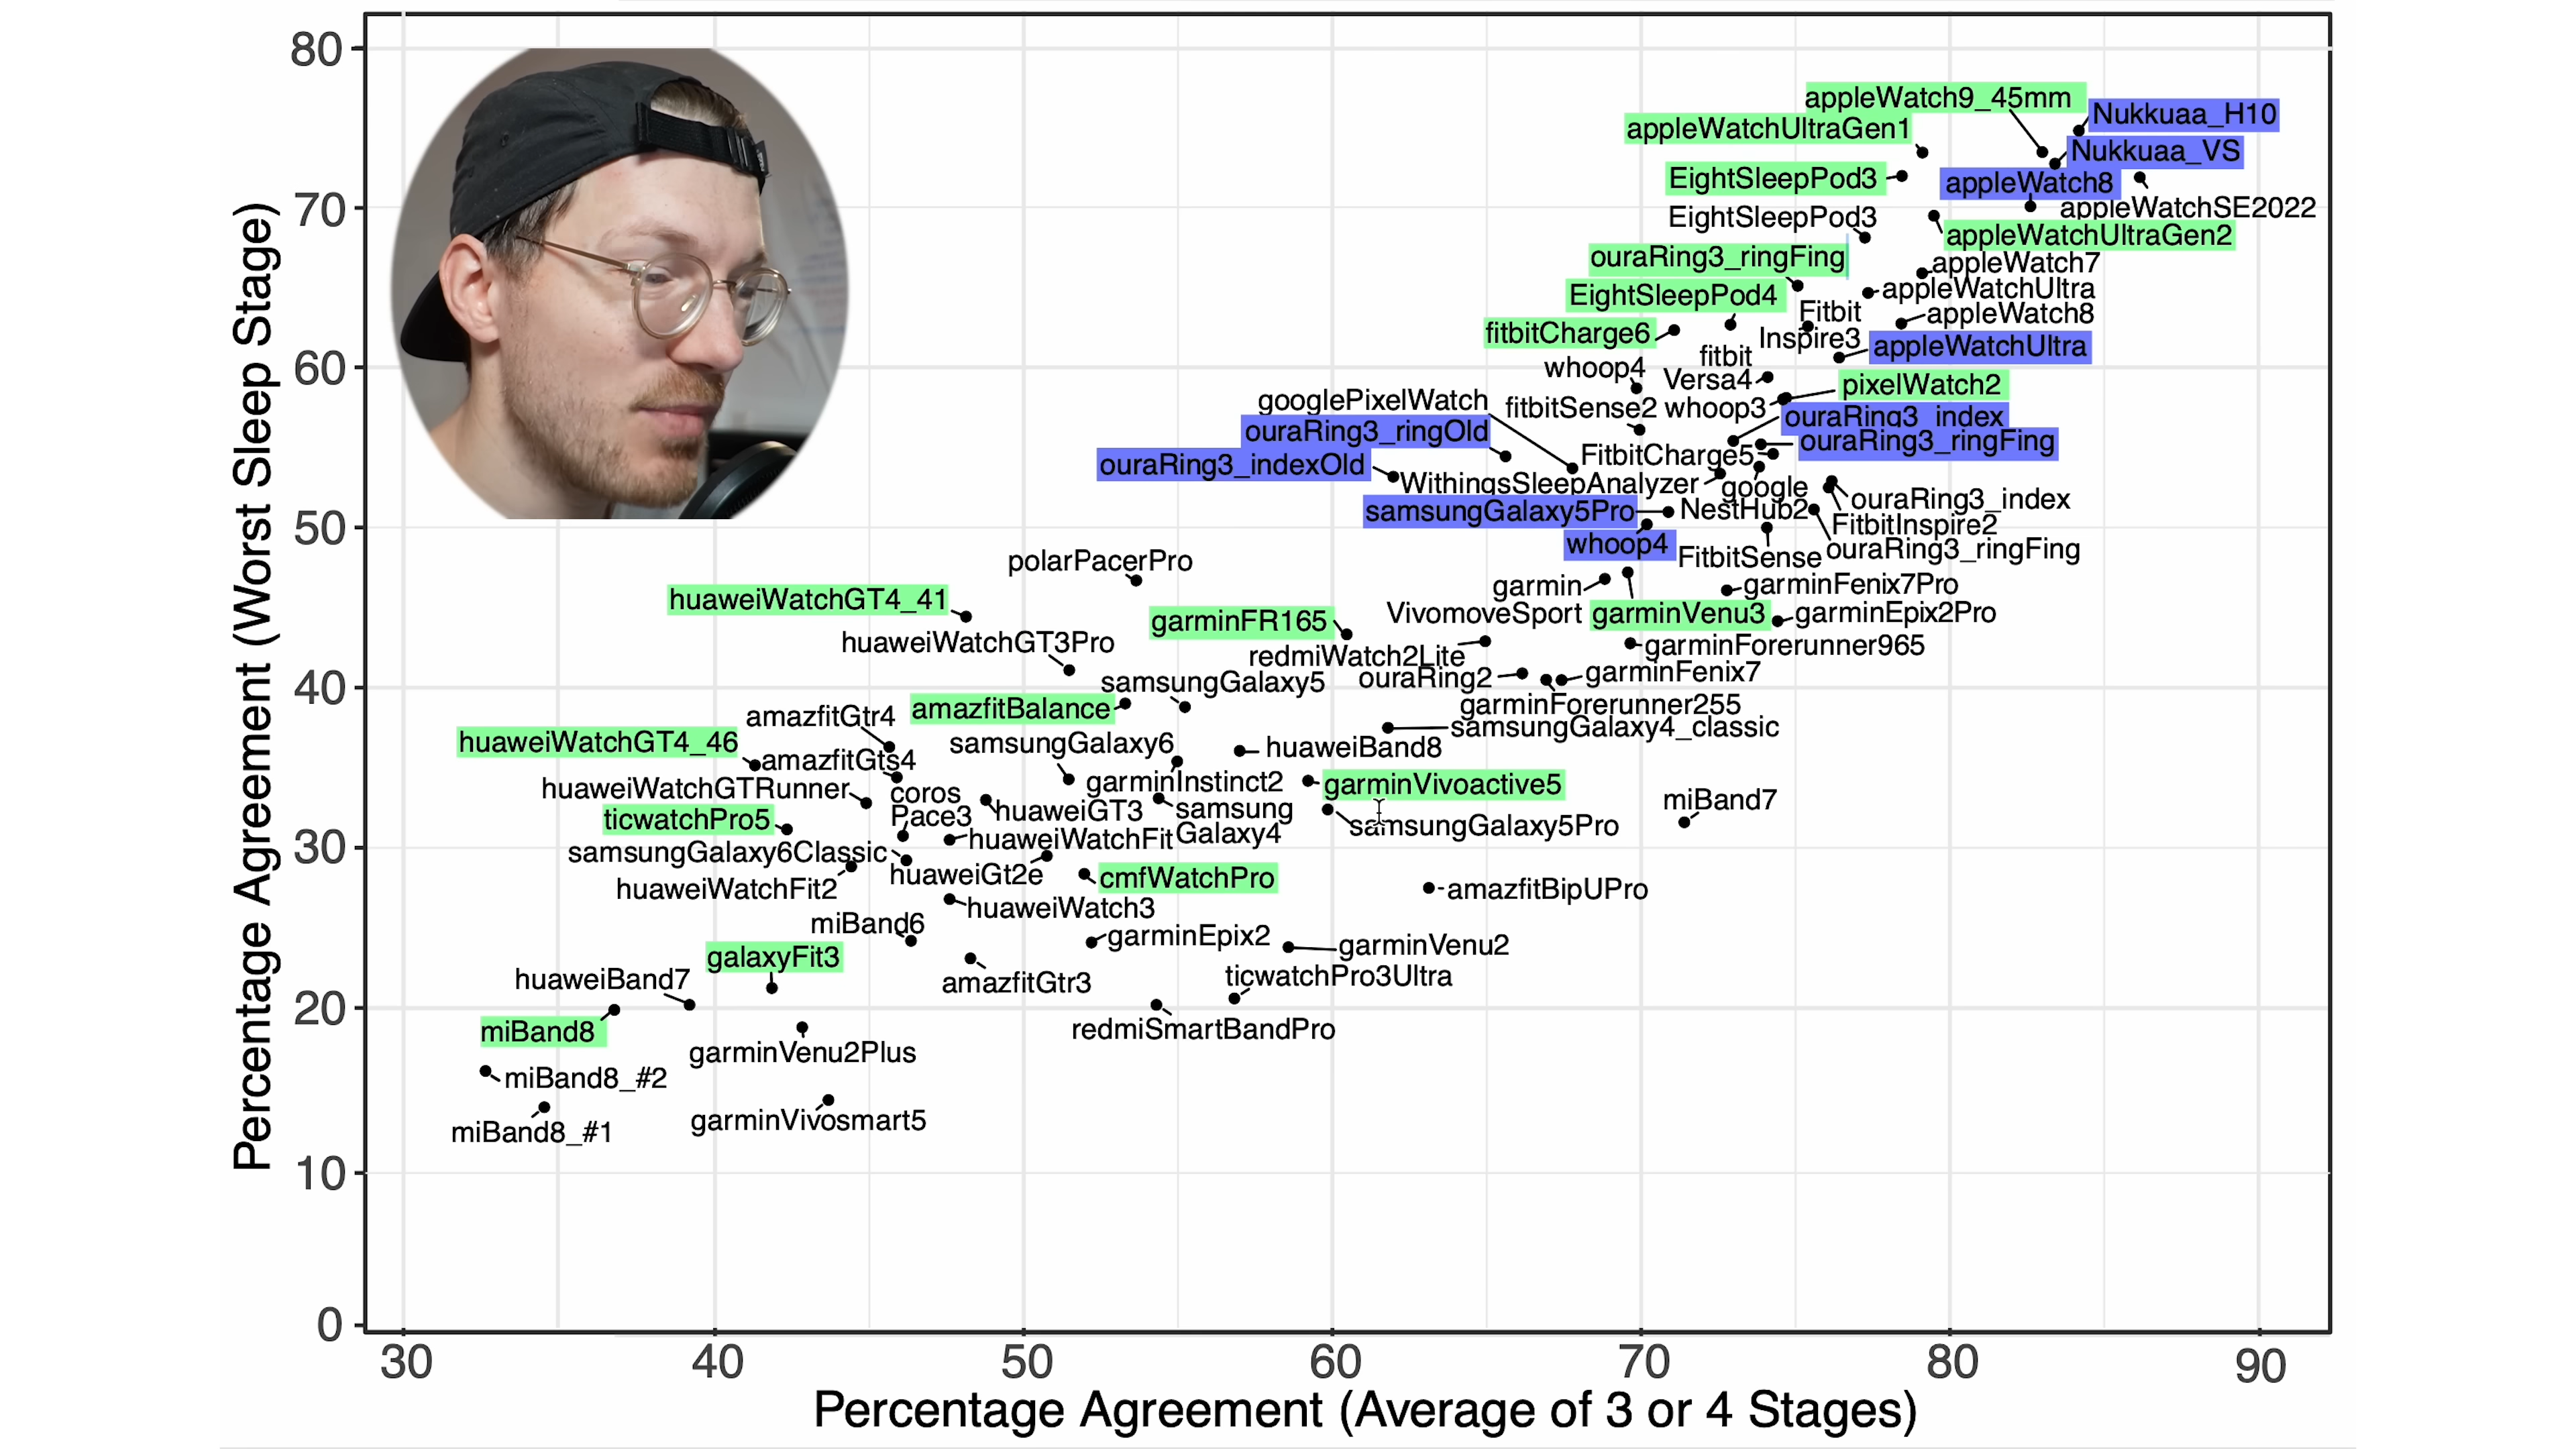 Percentage Agreement (Worst Sleep Stage)
80
70
60
50
40
30
20
10
0
appleWatch9_45mm
Nukkuaa_H10
appleWatchUltraGen1
Nukkuaa_VS
EightSleepPod3
appleWatch8
appleWatchSE2022
EightSleepPod3
appleWatchUltraGen2
ouraRing3_ringFing
appleWatch7
EightSleepPod4
appleWatchUltra
Fitbit
Inspire3
appleWatch8
fitbitCharge6
appleWatchUltra
whoop4
fitbit
Versa4
pixelWatch2
googlePixelWatch
fitbitSense2
whoop3
ouraRing3_index
ouraRing3_ringOld
ouraRing3_ringFing
FitbitCharge5
ouraRing3_indexOld
WithingsSleepAnalyzer
google
NestHub2
ouraRing3_index
samsungGalaxy5Pro
FitbitInspire2
whoop4
FitbitSense
ouraRing3_ringFing
polarPacerPro
garmin
VivomoveSport
garminFenix7Pro
huaweiWatchGT4_41
garminFR165
garminVenu3
garminEpix2Pro
huaweiWatchGT3Pro
redmiWatch2Lite
garminForerunner965
samsungGalaxy5
ouraRing2
garminFenix7
amazfitBalance
garminForerunner255
amazfitGtr4
samsungGalaxy4_classic
huaweiWatchGT4_46
samsungGalaxy6
huaweiBand8
amazfitGts4
garminInstinct2
garminVivoactive5
huaweiWatchGTRunner
coros
Pace3
huaweiGT3
samsung
Galaxy4
miBand7
ticwatchPro5
samsungGalaxy5Pro
huaweiWatchFit
samsungGalaxy6Classic
huaweiGt2e
cmfWatchPro
huaweiWatchFit2
amazfitBipUPro
huaweiWatch3
miBand6
garminEpix2
garminVenu2
galaxyFit3
huaweiBand7
amazfitGtr3
ticwatchPro3Ultra
miBand8
redmiSmartBandPro
garminVenu2Plus
miBand8_#2
garminVivosmart5
miBand8_#1
30
40
50
60
70
80
90
Percentage Agreement (Average of 3 or 4 Stages)